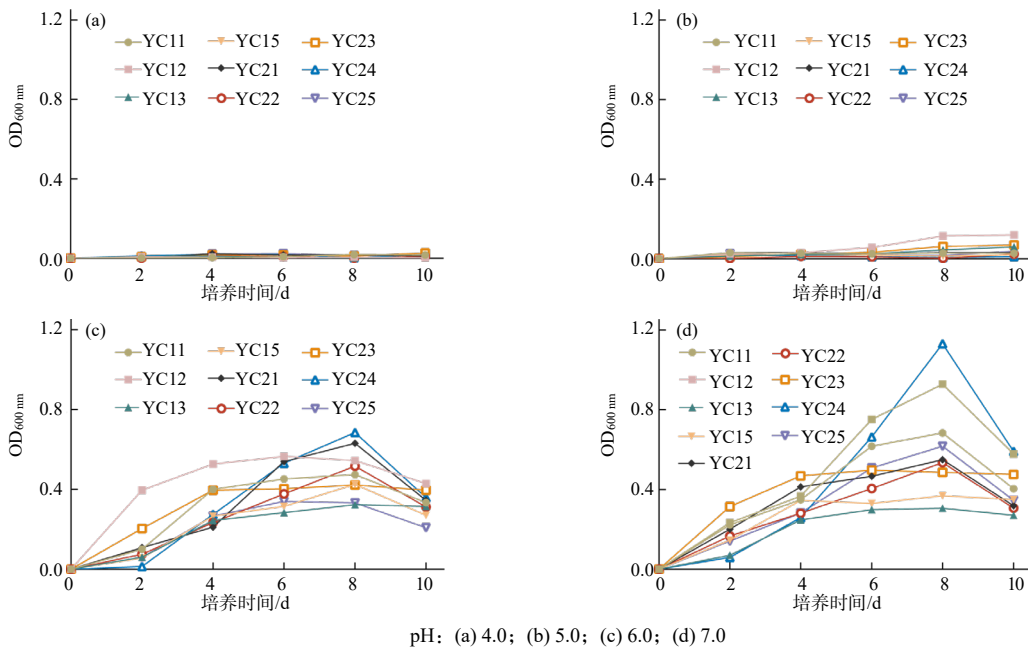 (a)
YC11 YC15 YC23
YC12 YC21 YC24
YC13 YC22 YC25
OD600 nm
1.2
0.8
0.4
0.0
0 2 4 6 8 10
培养时间/d
(b)
YC11 YC15 YC23
YC12 YC21 YC24
YC13 YC22 YC25
OD600 nm
1.2
0.8
0.4
0.0
0 2 4 6 8 10
培养时间/d
(c)
YC11 YC15 YC23
YC12 YC21 YC24
YC13 YC22 YC25
OD600 nm
1.2
0.8
0.4
0.0
0 2 4 6 8 10
培养时间/d
(d)
YC11 YC22
YC12 YC23
YC13 YC24
YC15 YC25
YC21
OD600 nm
1.2
0.8
0.4
0.0
0 2 4 6 8 10
培养时间/d
pH：(a) 4.0；(b) 5.0；(c) 6.0；(d) 7.0